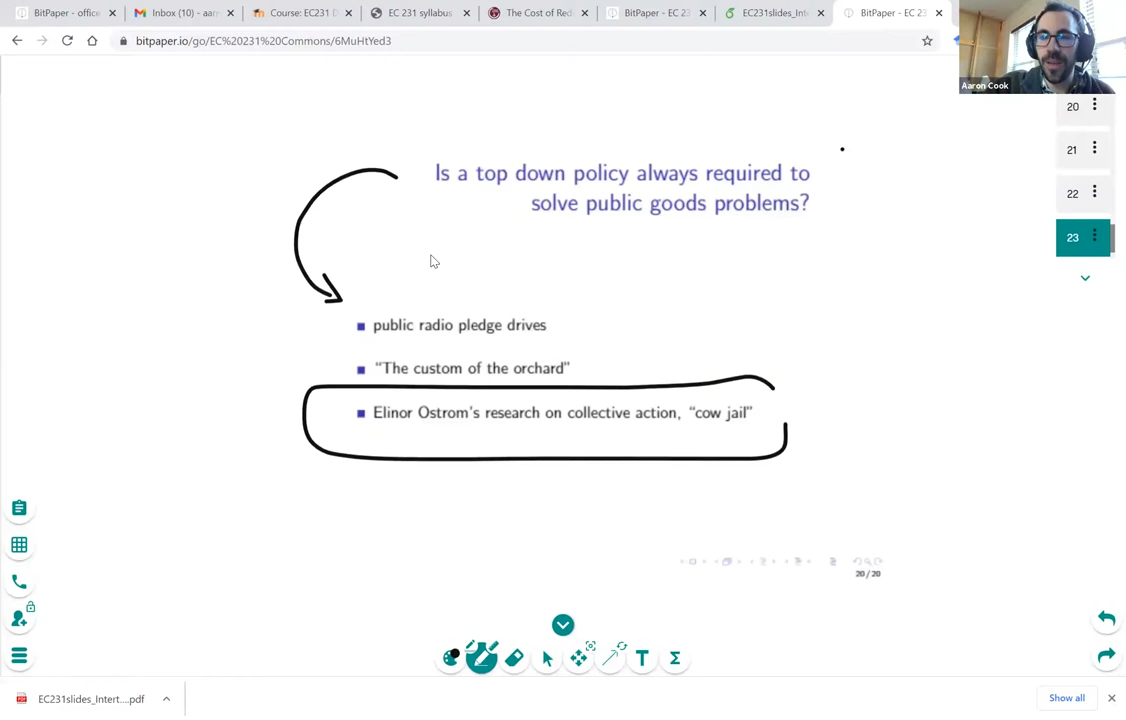 BitPaper - office
Inbox (10) - aarn
Course: EC231 D
EC 231 syllabus
The Cost of Red
BitPaper - EC 23
EC231slides_Inte
BitPaper - EC 23
bitpaper.io/go/EC%20231%20Commons/6MuHtYed3
Aaron Cook
20
21
22
23
Is a top down policy always required to
solve public goods problems?
public radio pledge drives
“The custom of the orchard”
Elinor Ostrom’s research on collective action, “cow jail”
20 / 20
T
Σ
EC231slides_Intert....pdf
Show all